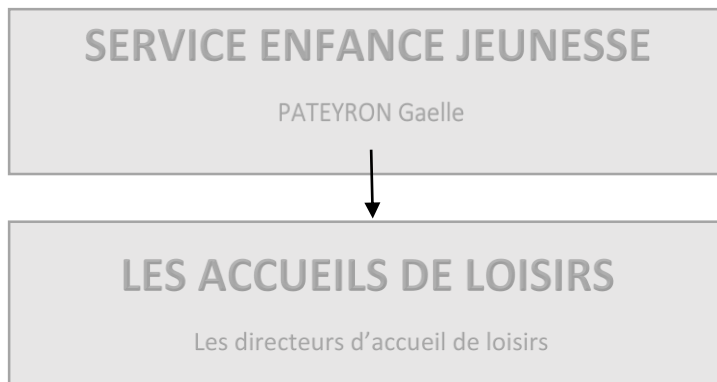 SERVICE ENFANCE JEUNESSE
PATEYRON Gaelle
LES ACCUEILS DE LOISIRS
Les directeurs d’accueil de loisirs